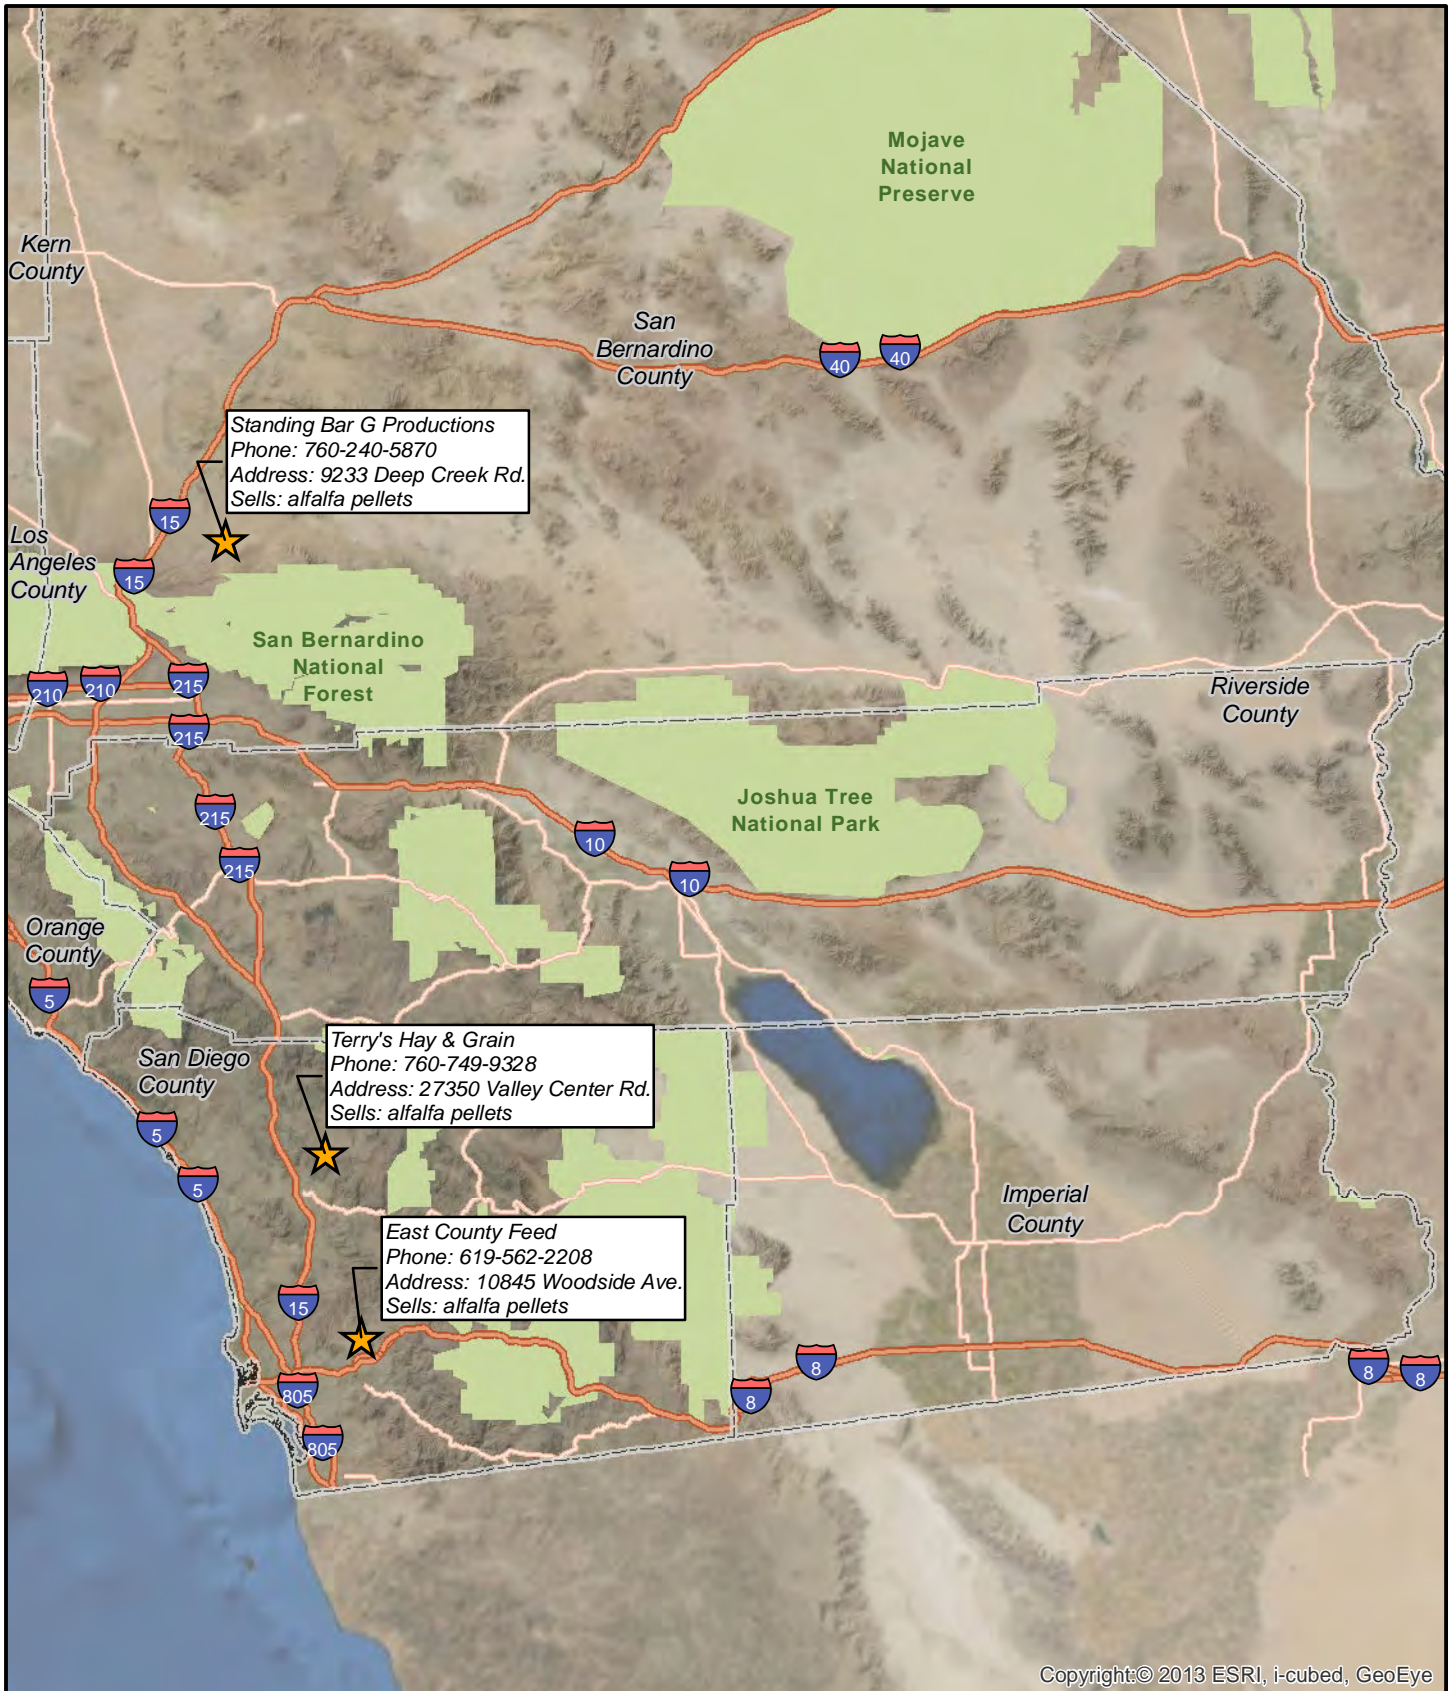 Mojave
National
Preserve
Kern
County
San
Bernardino
County
40
40
Standing Bar G Productions
Phone: 760-240-5870
Address: 9233 Deep Creek Rd.
Sells: alfalfa pellets
15
Los
Angeles
County
15
San Bernardino
National
Forest
210
210
215
Riverside
County
215
Joshua Tree
National Park
215
10
215
10
Orange
County
5
Terry's Hay & Grain
Phone: 760-749-9328
Address: 27350 Valley Center Rd.
Sells: alfalfa pellets
San Diego
County
5
5
Imperial
County
East County Feed
Phone: 619-562-2208
Address: 10845 Woodside Ave.
Sells: alfalfa pellets
15
8
8
8
805
8
805
Copyright:© 2013 ESRI, i-cubed, GeoEye